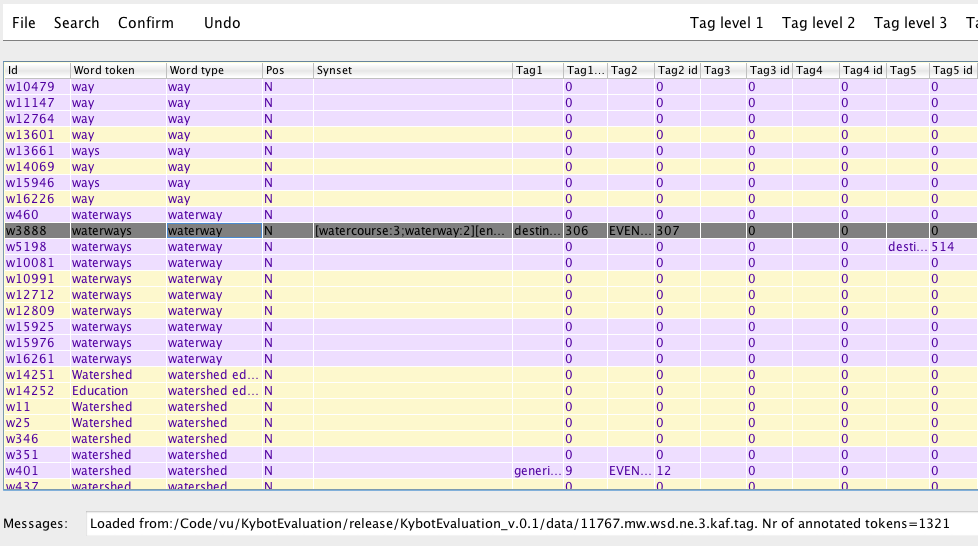 File Search Confirm Undo Tag level 1 Tag level 2 Tag level 3 Ta
Id Word token Word type Pos Synset Tag1 Tag1... Tag2 Tag2 id Tag3 Tag3 id Tag4 Tag4 id Tag5 Tag5 id
w10479 way way N 0 0 0 0 0
w11147 way way N 0 0 0 0 0
w12764 way way N 0 0 0 0 0
w13601 way way N 0 0 0 0 0
w13661 ways way N 0 0 0 0 0
w14069 way way N 0 0 0 0 0
w15946 ways way N 0 0 0 0 0
w16226 way way N 0 0 0 0 0
w460 waterways waterway N 0 0 0 0 0
w3888 waterways waterway N [watercourse:3;waterway:2][en... destin... 306 EVEN... 307 0 0 0
w5198 waterways waterway N 0 0 0 0 desti... 514
w10081 waterways waterway N 0 0 0 0 0
w10991 waterways waterway N 0 0 0 0 0
w12712 waterways waterway N 0 0 0 0 0
w12809 waterways waterway N 0 0 0 0 0
w15925 waterways waterway N 0 0 0 0 0
w15976 waterways waterway N 0 0 0 0 0
w16261 waterways waterway N 0 0 0 0 0
w14251 Watershed watershed ed... N 0 0 0 0 0
w14252 Education watershed ed... N 0 0 0 0 0
w11 Watershed watershed N 0 0 0 0 0
w25 Watershed watershed N 0 0 0 0 0
w346 watershed watershed N 0 0 0 0 0
w351 watershed watershed N 0 0 0 0 0
w401 watershed watershed N generi... 9 EVEN... 12 0 0 0
w437 watershed watershed N 0 0 0 0 0
Messages: Loaded from:/Code/vu/KybotEvaluation/release/KybotEvaluation_v.0.1/data/11767.mw.wsd.ne.3.kaf.tag. Nr of annotated tokens=1321